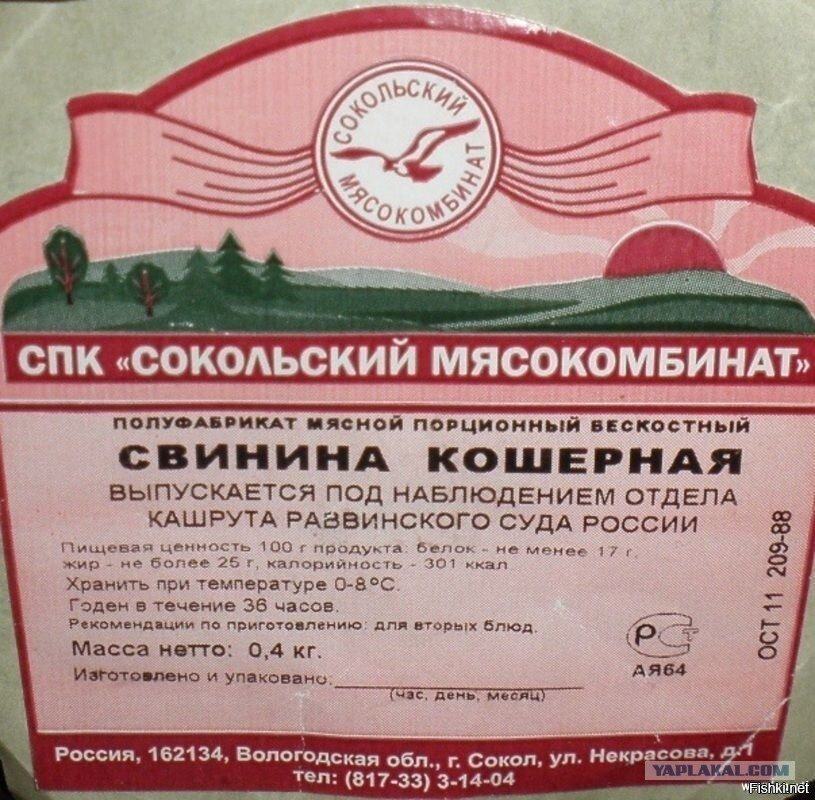 СОКОЛЬСКИЙ
МЯСОКОМБИНАТ
СПК «СОКОЛЬСКИЙ МЯСОКОМБИНАТ»
ПОЛУФАБРИКАТ МЯСНОЙ ПОРЦИОННЫЙ БЕСКОСТНЫЙ
СВИНИНА КОШЕРНАЯ
ВЫПУСКАЕТСЯ ПОД НАБЛЮДЕНИЕМ ОТДЕЛА
КАШРУТА РАВВИНСКОГО СУДА РОССИИ
Пищевая ценность 100 г продукта: белок - не менее 17 г,
жир - не более 25 г, калорийность - 301 ккал.
Хранить при температуре 0-8°С.
Годен в течение 36 часов.
Рекомендации по приготовлению: для вторых блюд.
Масса нетто: 0,4 кг.
Изготовлено и упаковано:
(час, день, месяц)
РСТ
АЯ64
ОСТ 11 209-88
Россия, 162134, Вологодская обл., г. Сокол, ул. Некрасова, д.1
тел: (817-33) 3-14-04
YAPLAKAL.COM
Fishki.net